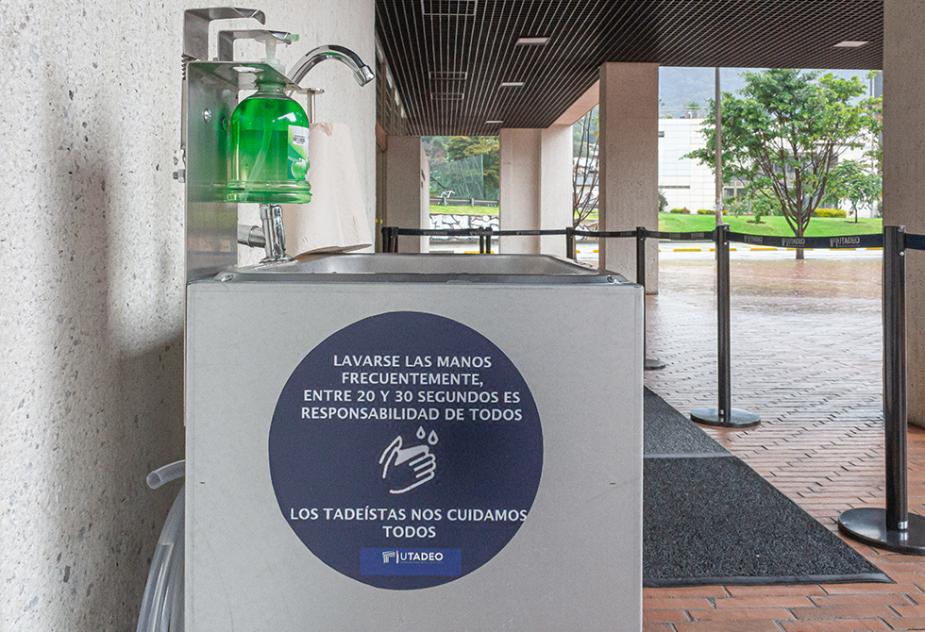 LAVARSE LAS MANOS
FRECUENTEMENTE,
ENTRE 20 Y 30 SEGUNDOS ES
RESPONSABILIDAD DE TODOS
LOS TADEÍSTAS NOS CUIDAMOS
TODOS
UTADEO